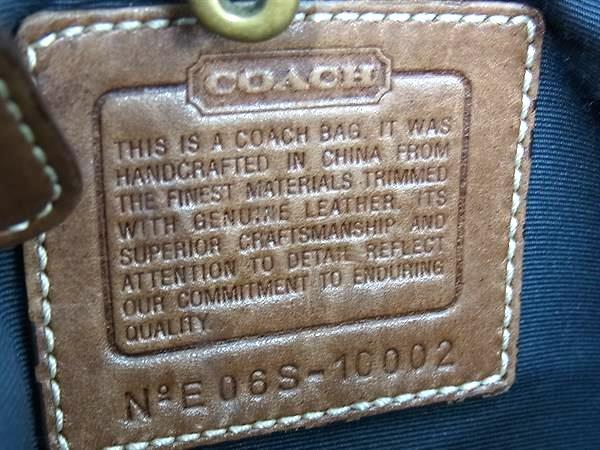 COACH
THIS IS A COACH BAG. IT WAS
HANDCRAFTED IN CHINA FROM
THE FINEST MATERIALS TRIMMED
WITH GENUINE LEATHER. ITS
SUPERIOR CRAFTSMANSHIP AND
ATTENTION TO DETAIL REFLECT
OUR COMMITMENT TO ENDURING
QUALITY.
Nº E06S-10002